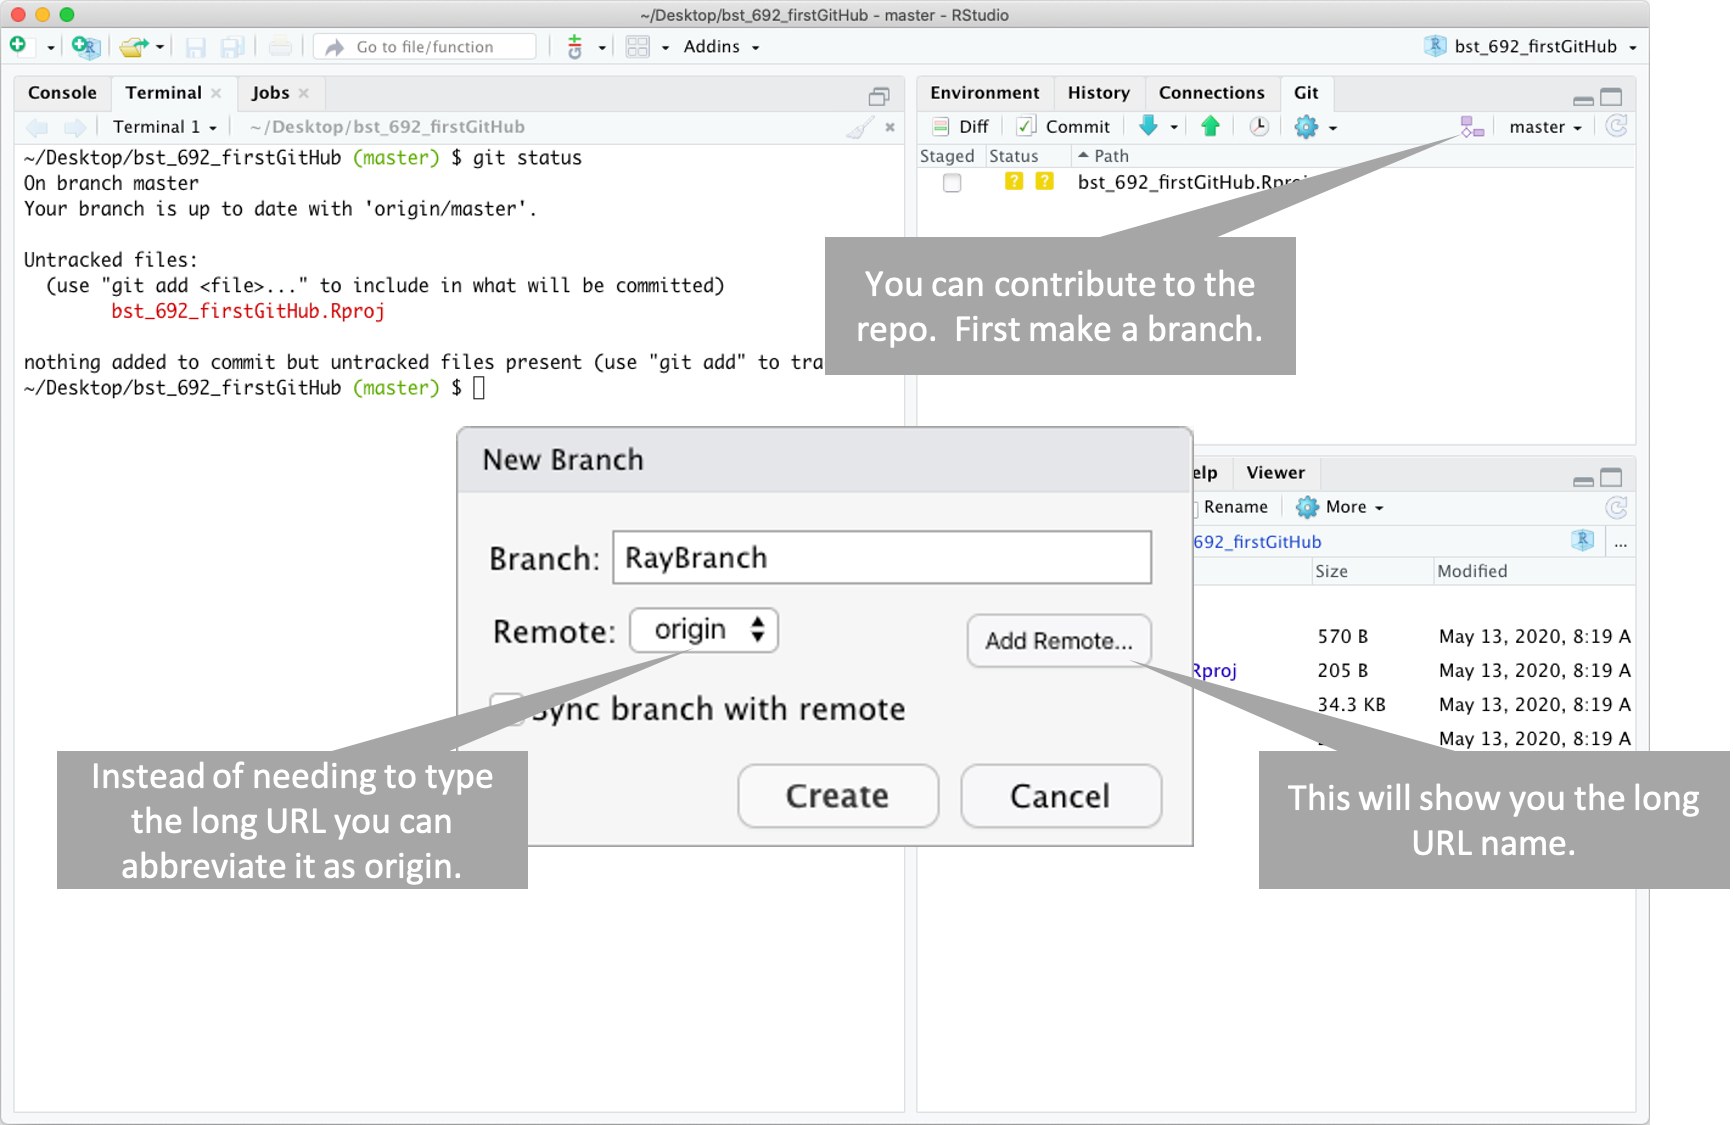 ~/Desktop/bst_692_firstGitHub - master - RStudio
Go to file/function
Addins
bst_692_firstGitHub
Console
Terminal
Jobs
Terminal 1
~/Desktop/bst_692_firstGitHub
~/Desktop/bst_692_firstGitHub (master) $ git status
On branch master
Your branch is up to date with 'origin/master'.
Untracked files:
(use "git add <file>..." to include in what will be committed)
bst_692_firstGitHub.Rproj
nothing added to commit but untracked files present (use "git add" to tra
~/Desktop/bst_692_firstGitHub (master) $
Environment
History
Connections
Git
Diff
Commit
master
Staged
Status
Path
? ? bst_692_firstGitHub.Rproj
You can contribute to the
repo. First make a branch.
New Branch
Branch: RayBranch
Remote: origin
Add Remote...
Sync branch with remote
Create
Cancel
Instead of needing to type
the long URL you can
abbreviate it as origin.
elp
Viewer
Rename
More
692_firstGitHub
...
Size
Modified
570 B
May 13, 2020, 8:19 A
Rproj
205 B
May 13, 2020, 8:19 A
34.3 KB
May 13, 2020, 8:19 A
May 13, 2020, 8:19 A
This will show you the long
URL name.